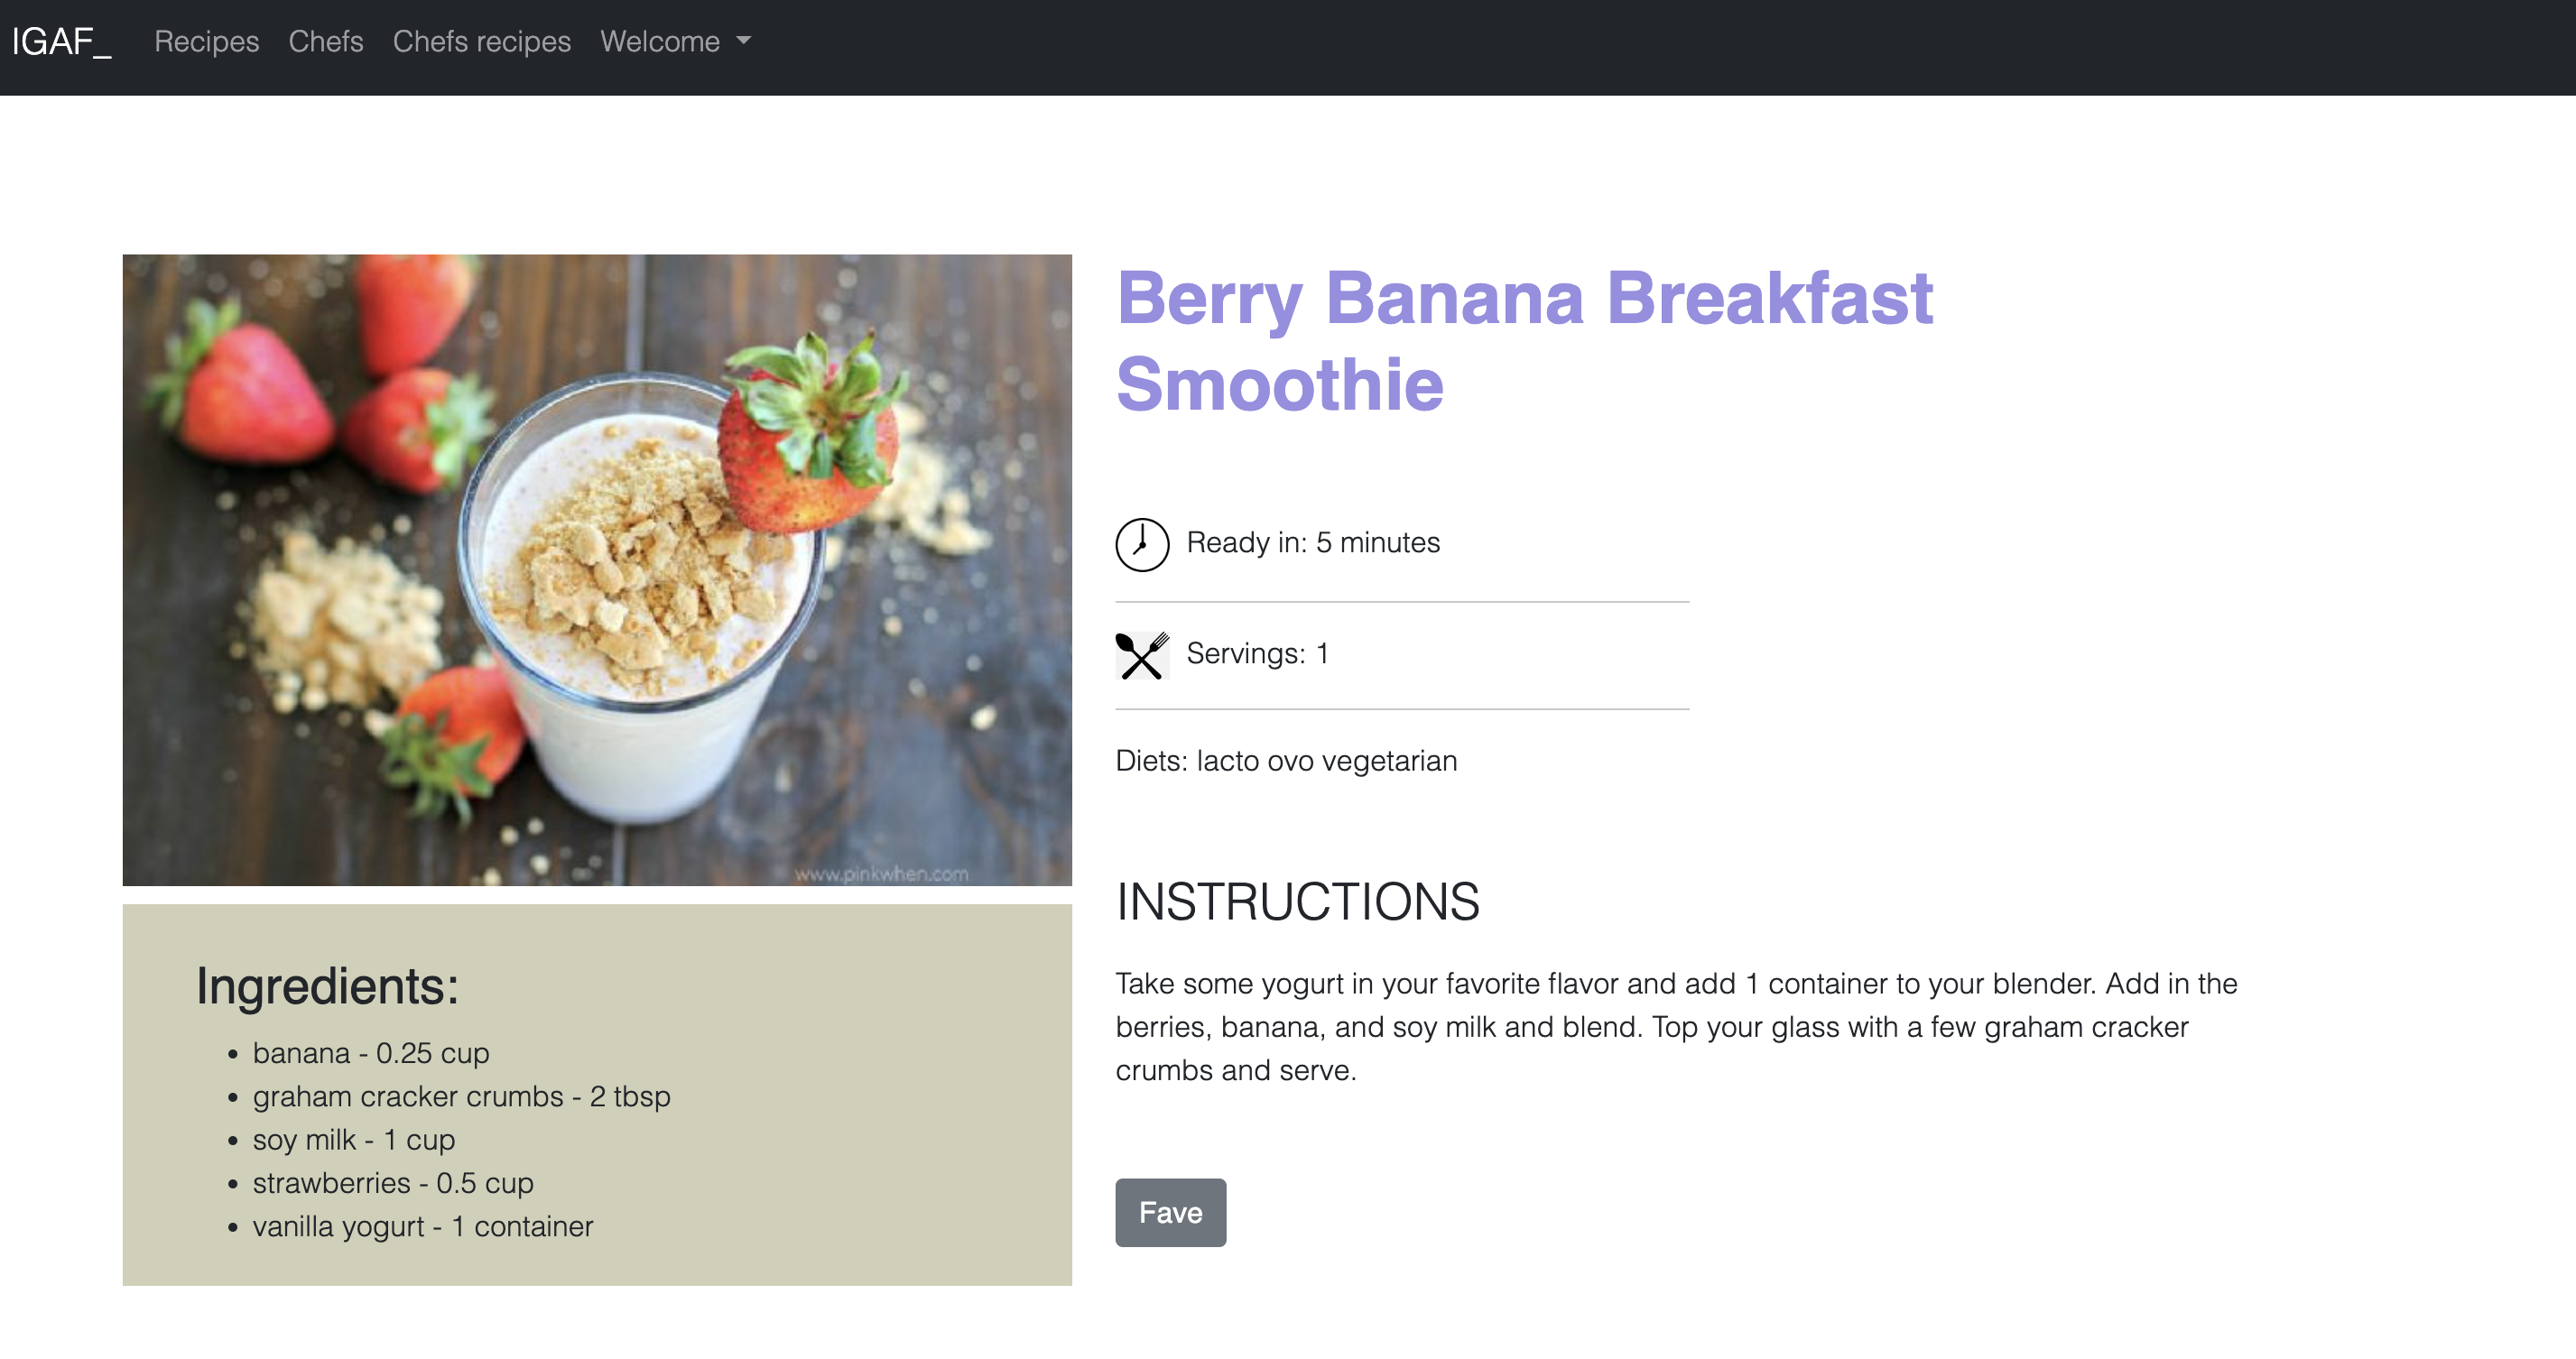 IGAF_ Recipes Chefs Chefs recipes Welcome
Berry Banana Breakfast
Smoothie
Ready in: 5 minutes
Servings: 1
Diets: lacto ovo vegetarian
www.pinkwhen.com
INSTRUCTIONS
Take some yogurt in your favorite flavor and add 1 container to your blender. Add in the
berries, banana, and soy milk and blend. Top your glass with a few graham cracker
crumbs and serve.
Ingredients:
banana - 0.25 cup
graham cracker crumbs - 2 tbsp
soy milk - 1 cup
strawberries - 0.5 cup
vanilla yogurt - 1 container
Fave